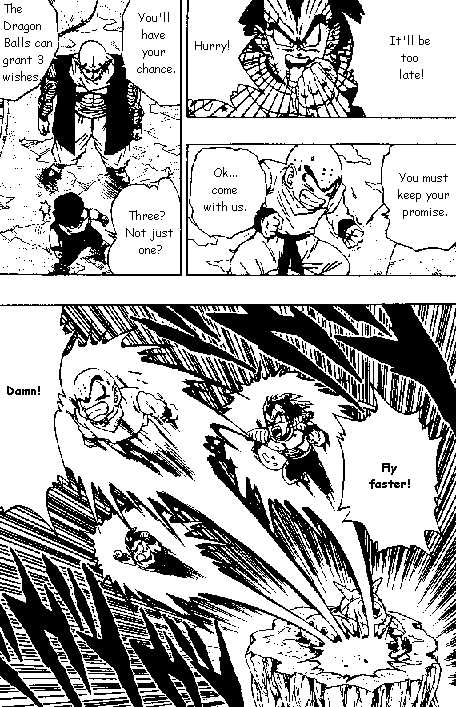 It'll be
too
late!
Hurry!
You must
keep your
promise.
Ok...
come
with us.
You'll
have
your
chance.
The
Dragon
Balls can
grant 3
wishes.
Three?
Not just
one?
Fly
faster!
Damn!